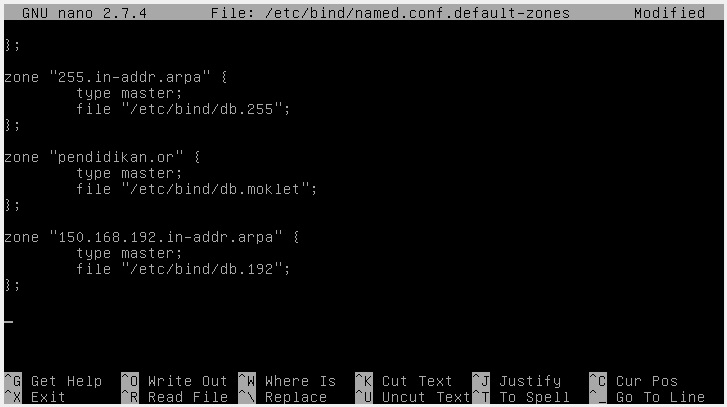 GNU nano 2.7.4 File: /etc/bind/named.conf.default-zones Modified
};
zone "255.in-addr.arpa" {
type master;
file "/etc/bind/db.255";
};
zone "pendidikan.or" {
type master;
file "/etc/bind/db.moklet";
};
zone "150.168.192.in-addr.arpa" {
type master;
file "/etc/bind/db.192";
};
^G Get Help ^O Write Out ^W Where Is ^K Cut Text ^J Justify ^C Cur Pos
^X Exit ^R Read File ^\ Replace ^U Uncut Text ^T To Spell ^_ Go To Line